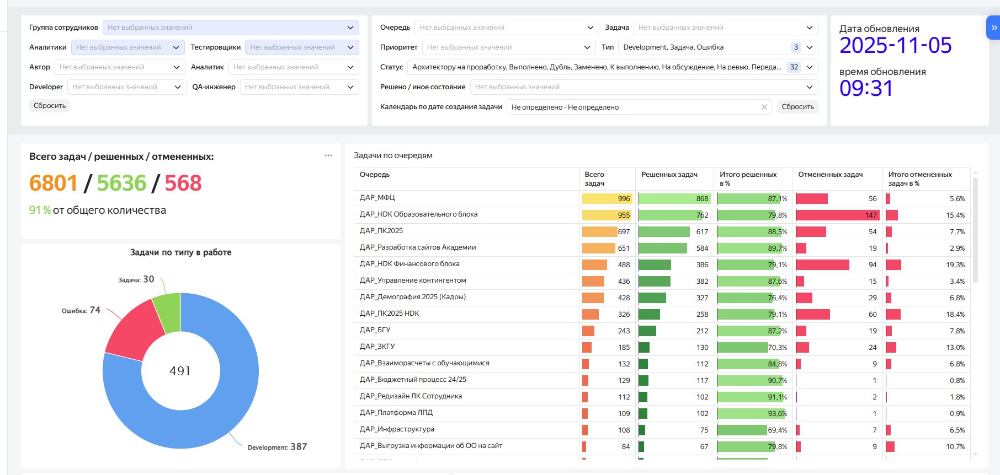 Группа сотрудников Нет выбранных значений
Аналитики Нет выбранных значений Тестировщики Нет выбранных значений
Автор Нет выбранных значений Аналитик Нет выбранных значений
Developer Нет выбранных значений QA-инженер Нет выбранных значений
Сбросить
Очередь Нет выбранных значений Задача Нет выбранных значений
Приоритет Нет выбранных значений Тип Development, Задача, Ошибка 3
Статус Архитектору на проработку, Выполнено, Дубль, Заменено, К выполнению, На обсуждение, На ревью, Переда... 32
Решено / иное состояние Нет выбранных значений
Календарь по дате создания задачи Не определено - Не определено Сбросить
Дата обновления
2025-11-05
время обновления
09:31
Всего задач / решенных / отмененных:
6801 / 5636 / 568
91 % от общего количества
Задачи по типу в работе
Задача: 30
Ошибка: 74
491
Development: 387
Задачи по очередям
Очередь Всего задач Решенных задач Итого решенных в % Отмененных задач Итого отмененных задач в %
ДАР_МФЦ 996 868 87,1% 56 5,6%
ДАР_HDK Образовательного блока 955 762 79,8% 147 15,4%
ДАР_ПК2025 697 617 88,5% 54 7,7%
ДАР_Разработка сайтов Академии 651 584 89,7% 19 2,9%
ДАР_HDK Финансового блока 488 386 79,1% 94 19,3%
ДАР_Управление контингентом 436 382 87,6% 15 3,4%
ДАР_Демография 2025 (Кадры) 428 327 76,4% 29 6,8%
ДАР_ПК2025 HDK 326 258 79,1% 60 18,4%
ДАР_БГУ 243 212 87,2% 19 7,8%
ДАР_ЗКГУ 185 130 70,3% 24 13,0%
ДАР_Взаиморасчеты с обучающимися 132 112 84,8% 9 6,8%
ДАР_Бюджетный процесс 24/25 129 117 90,7% 1 0,8%
ДАР_Редизайн ЛК Сотрудника 112 102 91,1% 2 1,8%
ДАР_Платформа ЛПД 109 102 93,6% 1 0,9%
ДАР_Инфраструктура 108 75 69,4% 7 6,5%
ДАР_Выгрузка информации об ОО на сайт 84 67 79,8% 9 10,7%